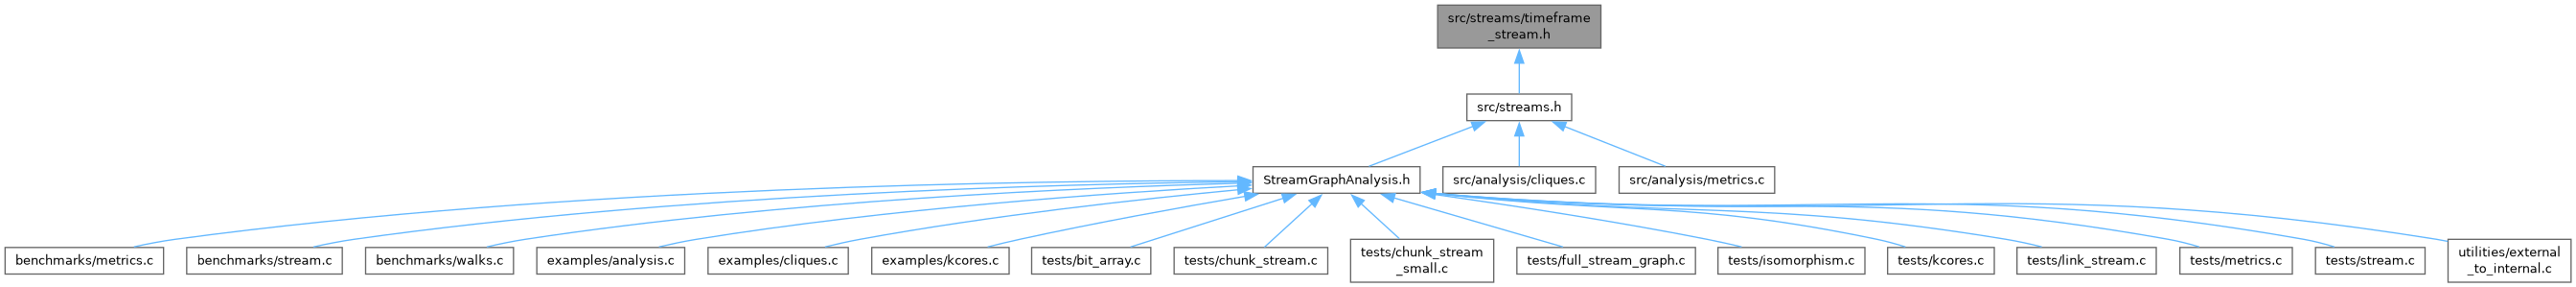 src/streams/timeframe
_stream.h
src/streams.h
StreamGraphAnalysis.h
src/analysis/cliques.c
src/analysis/metrics.c
benchmarks/metrics.c
benchmarks/stream.c
benchmarks/walks.c
examples/analysis.c
examples/cliques.c
examples/kcores.c
tests/bit_array.c
tests/chunk_stream.c
tests/chunk_stream
_small.c
tests/full_stream_graph.c
tests/isomorphism.c
tests/kcores.c
tests/link_stream.c
tests/metrics.c
tests/stream.c
utilities/external
_to_internal.c